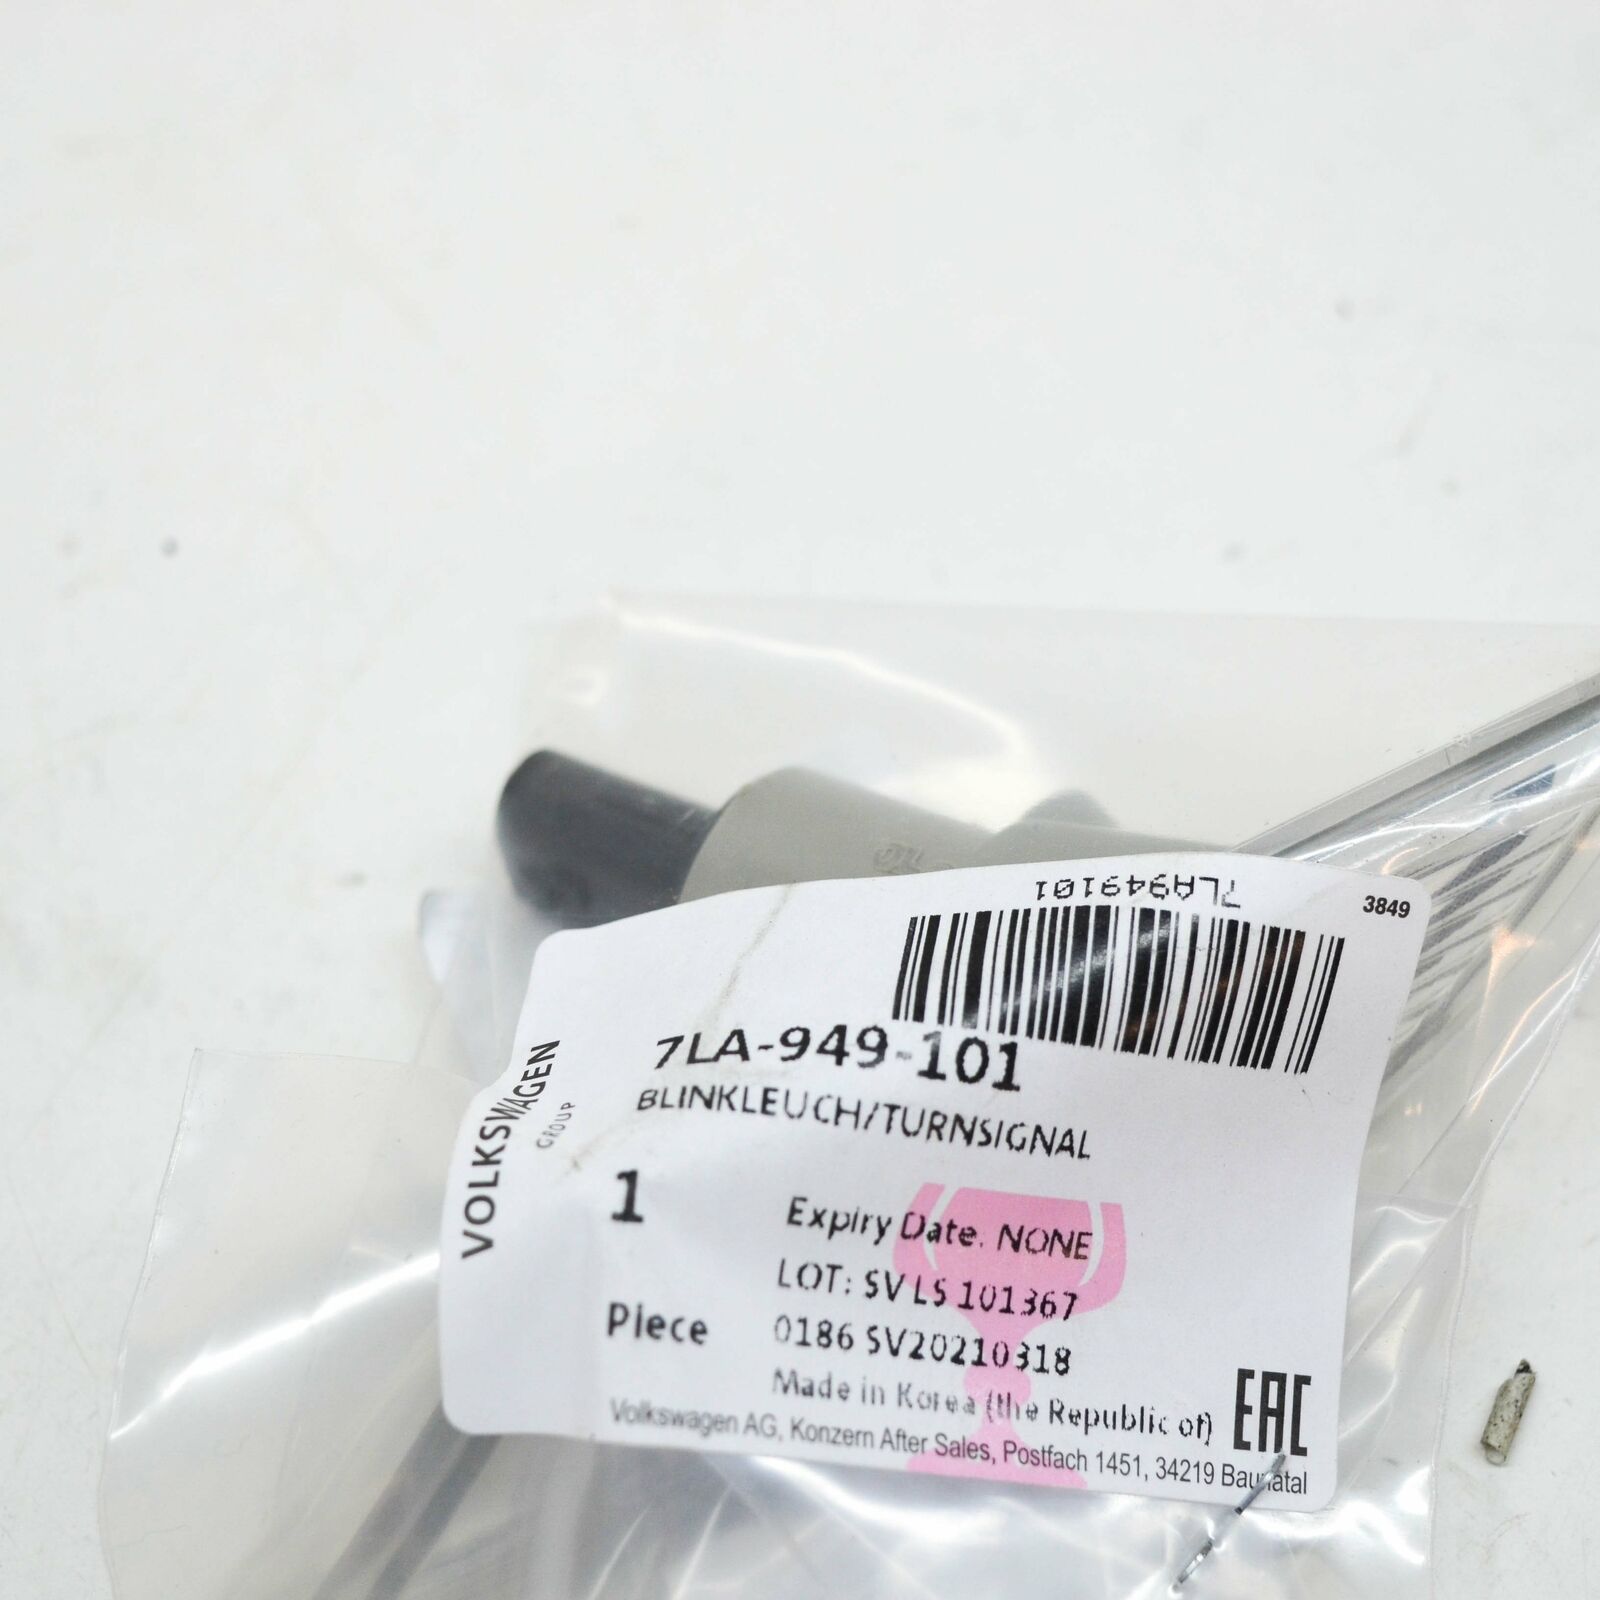 7LA949101
3849
7LA-949-101
BLINKLEUCH/TURNSIGNAL
VOLKSWAGEN
GROUP
1
Piece
Expiry Date: NONE
LOT: SV LS 101367
0186 SV20210318
Made in Korea (the Republic of)
EAC
Volkswagen AG, Konzern After Sales, Postfach 1451, 34219 Baunatal